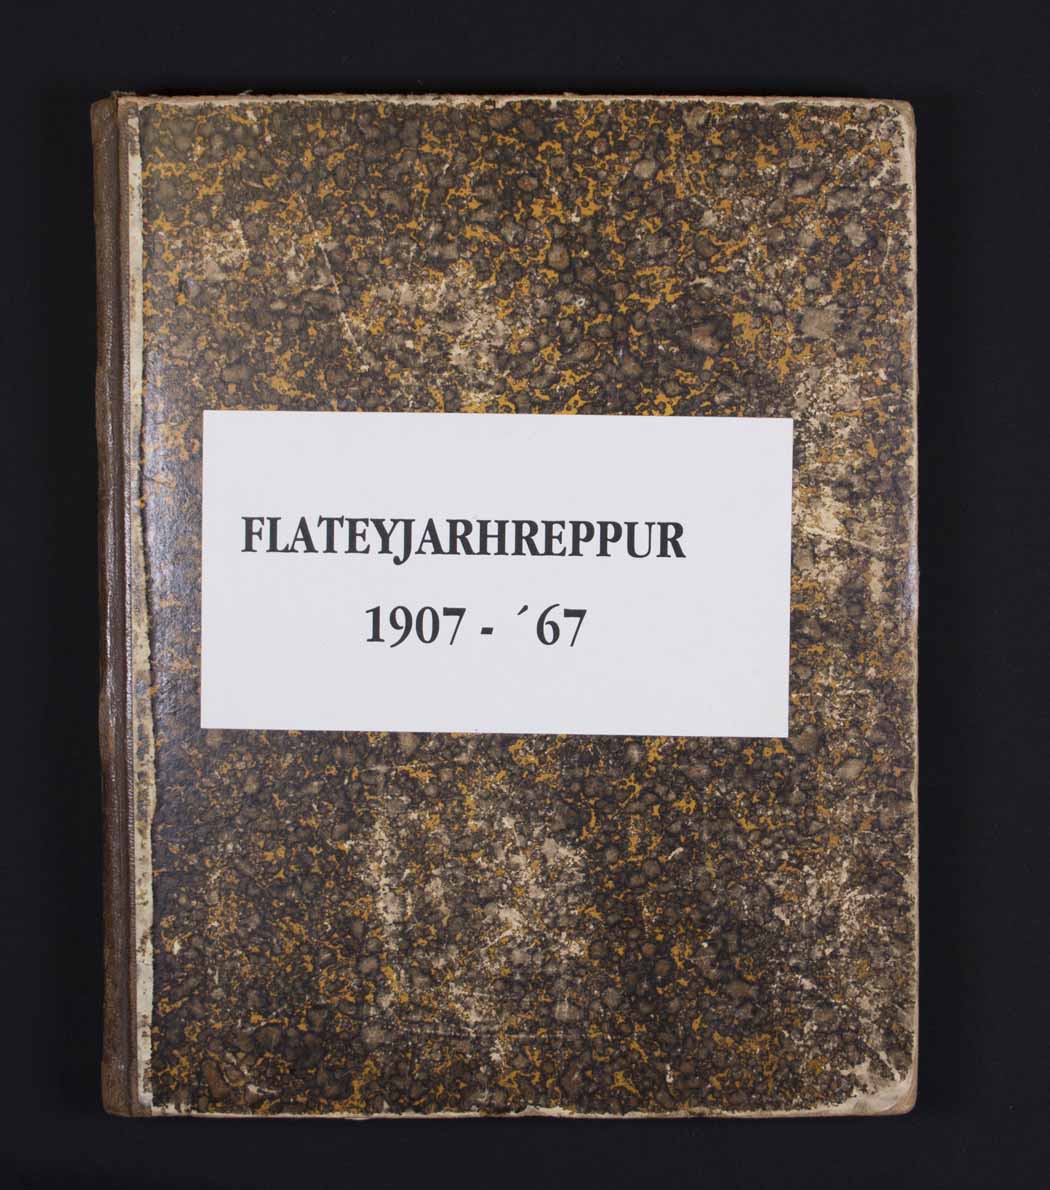 FLATEYJARHREPPUR
1907 - ´67